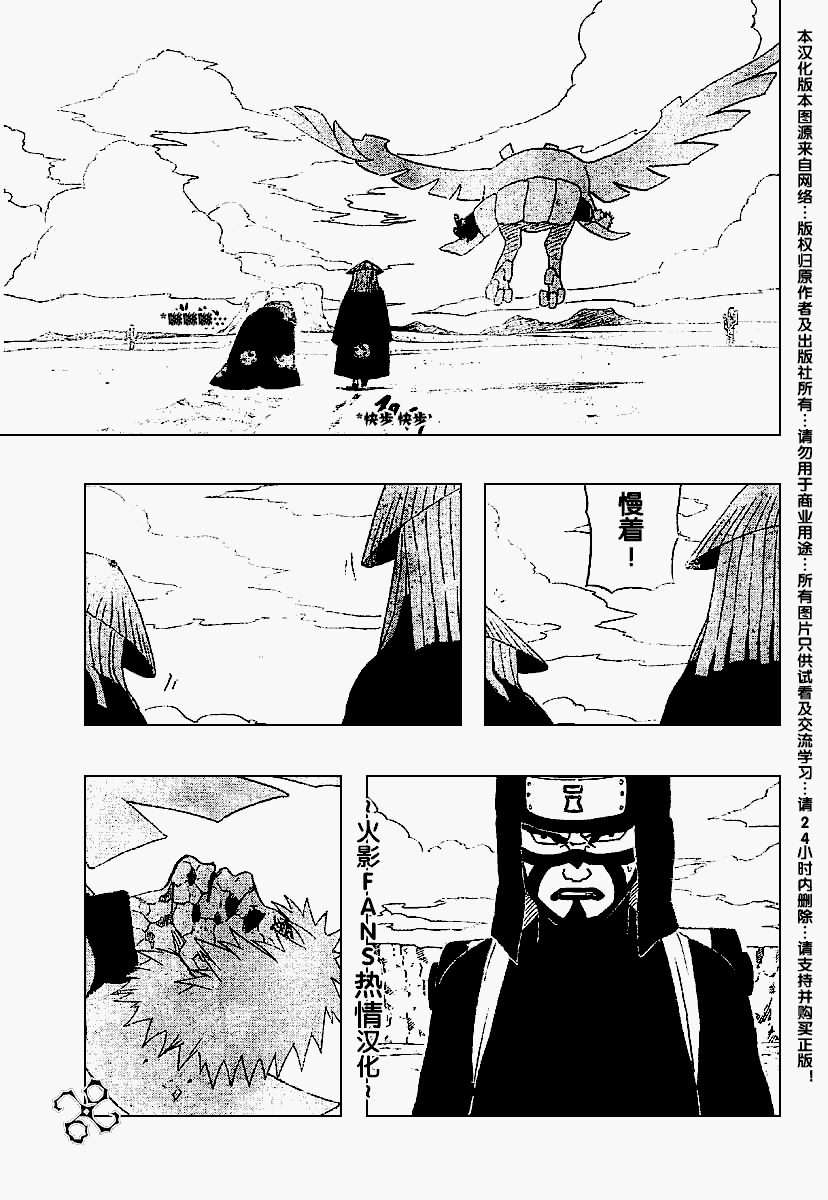 *嗽嗽嗽
*快步 快步
慢着！
~火影FANS热情汉化~
本汉化版本图源来自网络…版权归原作者及出版社所有…请勿用于商业用途…所有图片只供试看及交流学习…请24小时内删除…请支持并购买正版！